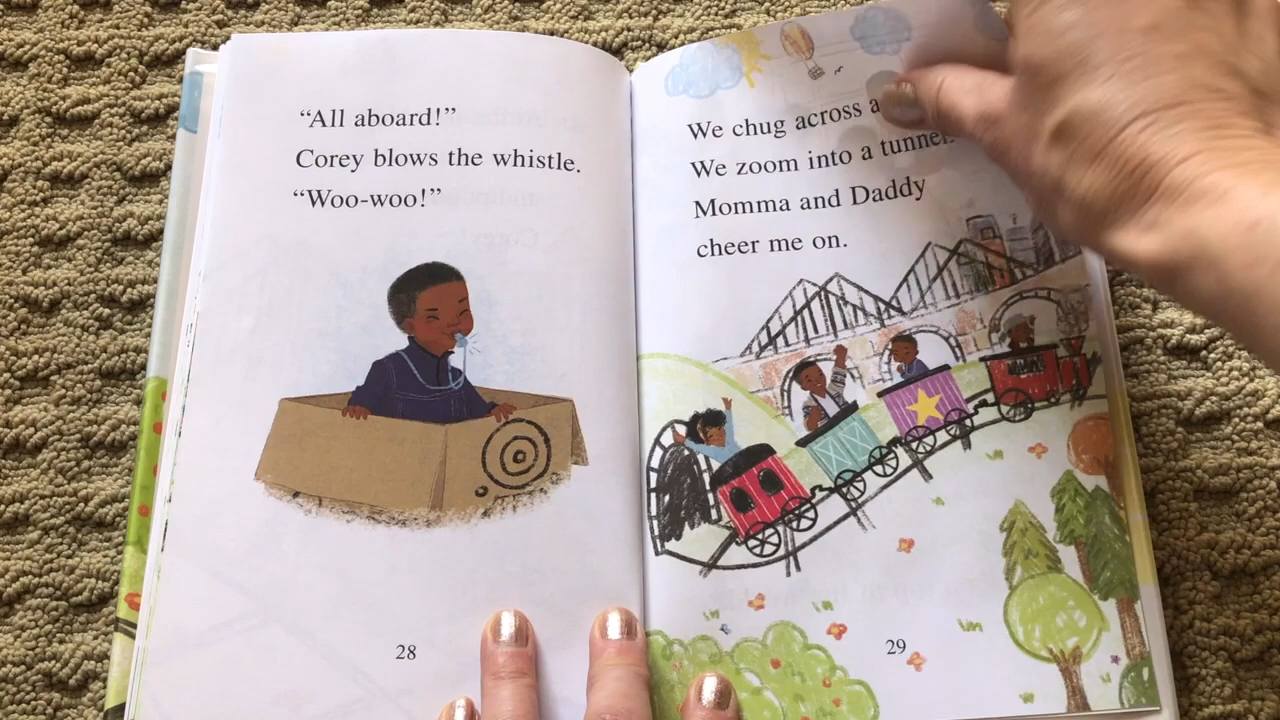 “All aboard!”
Corey blows the whistle.
“Woo-woo!”
28
We chug across a
We zoom into a tunnel.
Momma and Daddy
cheer me on.
29